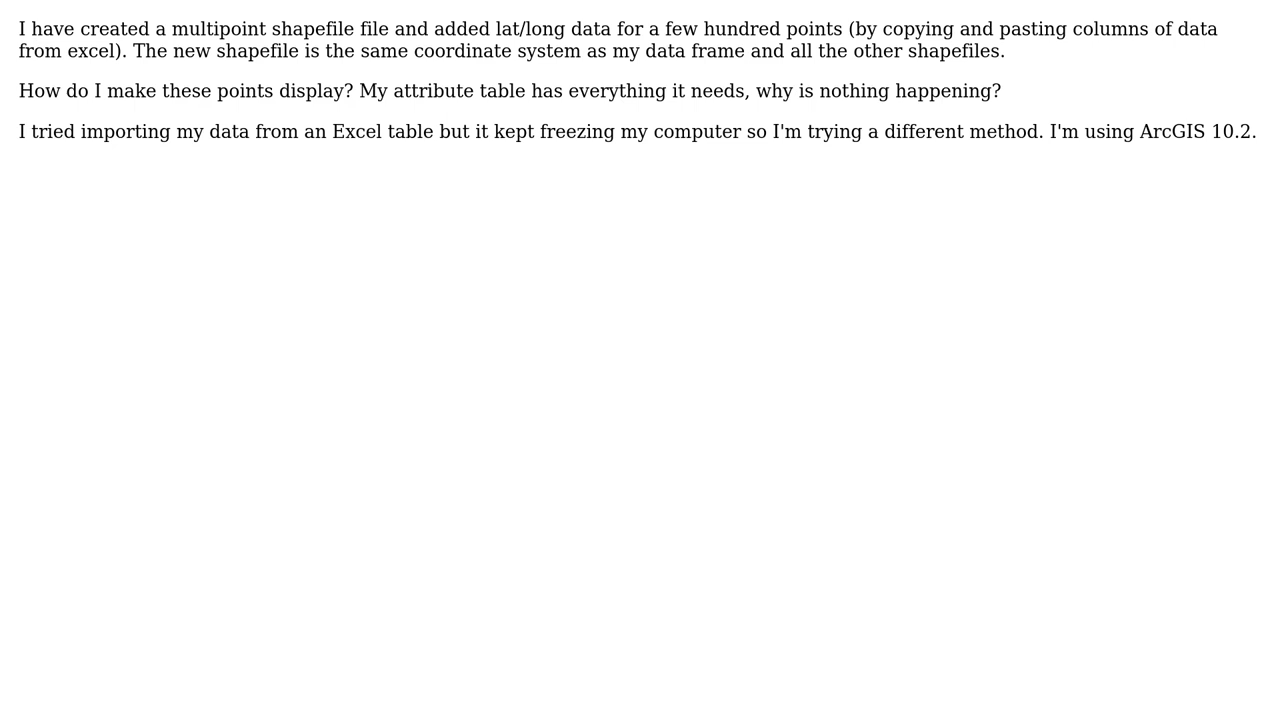 I have created a multipoint shapefile file and added lat/long data for a few hundred points (by copying and pasting columns of data
from excel). The new shapefile is the same coordinate system as my data frame and all the other shapefiles.
How do I make these points display? My attribute table has everything it needs, why is nothing happening?
I tried importing my data from an Excel table but it kept freezing my computer so I'm trying a different method. I'm using ArcGIS 10.2.